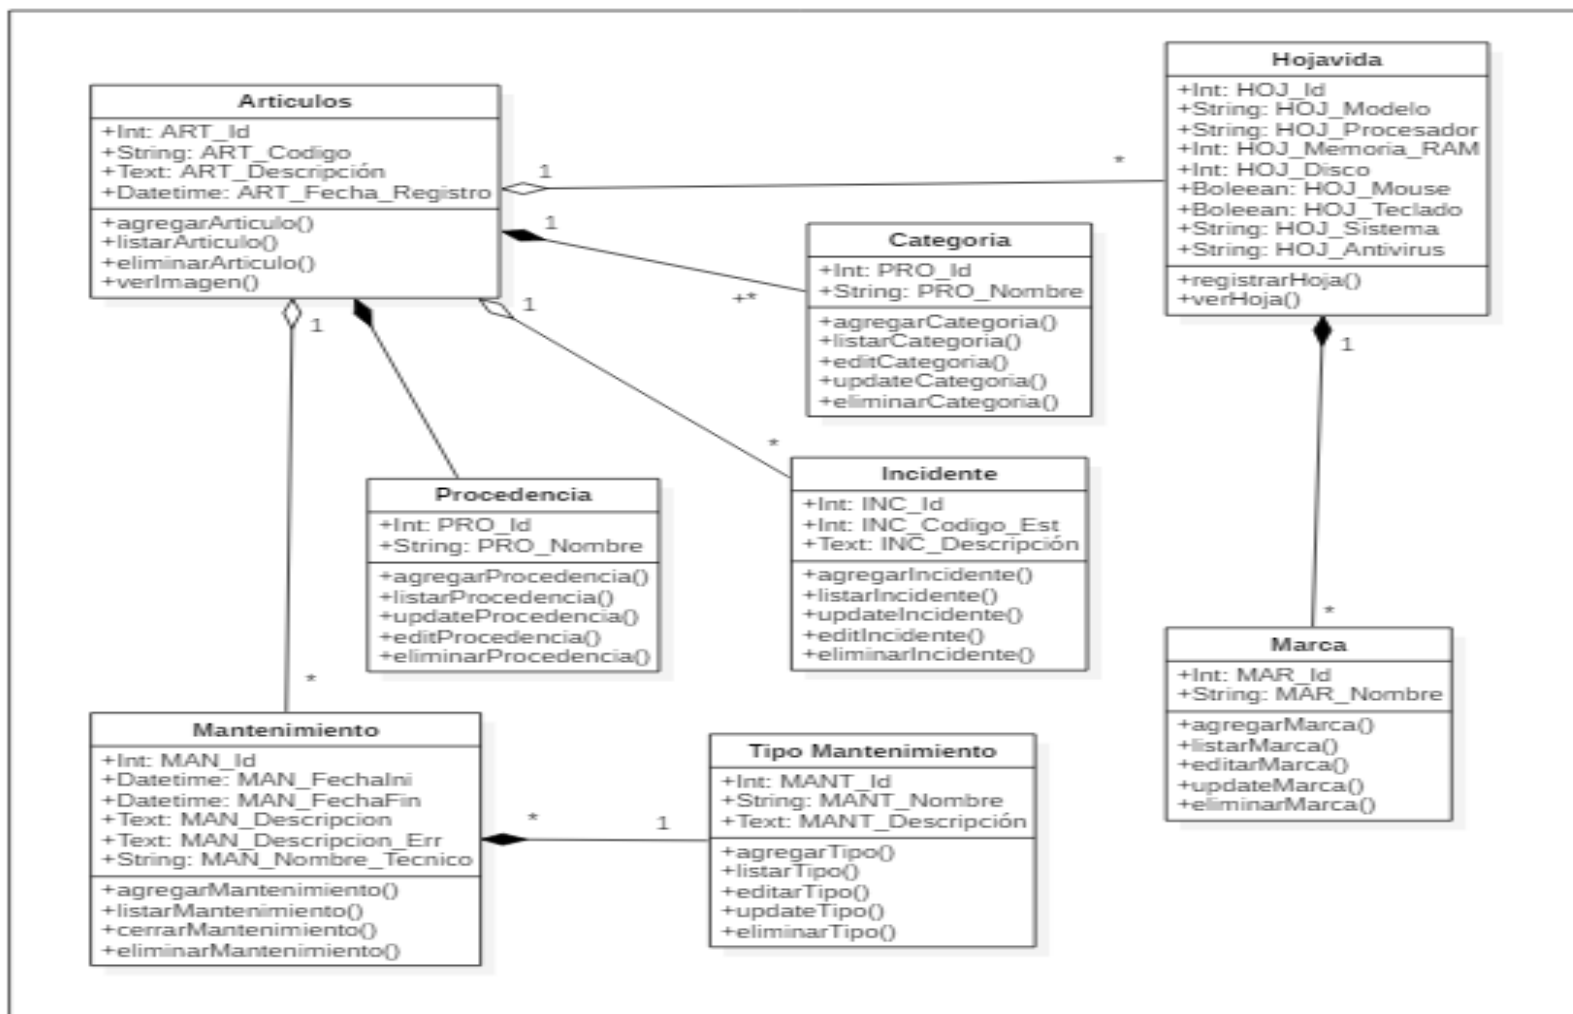 Articulos
+Int: ART_Id
+String: ART_Codigo
+Text: ART_Descripción
+Datetime: ART_Fecha_Registro
+agregarArticulo()
+listarArticulo()
+eliminarArticulo()
+verImagen()
1
*
1
+*
1
*
1
*
Hojavida
+Int: HOJ_Id
+String: HOJ_Modelo
+String: HOJ_Procesador
+Int: HOJ_Memoria_RAM
+Int: HOJ_Disco
+Boleean: HOJ_Mouse
+Boleean: HOJ_Teclado
+String: HOJ_Sistema
+String: HOJ_Antivirus
+registrarHoja()
+verHoja()
1
*
Categoria
+Int: PRO_Id
+String: PRO_Nombre
+agregarCategoria()
+listarCategoria()
+editCategoria()
+updateCategoria()
+eliminarCategoria()
Procedencia
+Int: PRO_Id
+String: PRO_Nombre
+agregarProcedencia()
+listarProcedencia()
+updateProcedencia()
+editProcedencia()
+eliminarProcedencia()
Incidente
+Int: INC_Id
+Int: INC_Codigo_Est
+Text: INC_Descripción
+agregarIncidente()
+listarIncidente()
+updateIncidente()
+editIncidente()
+eliminarIncidente()
Marca
+Int: MAR_Id
+String: MAR_Nombre
+agregarMarca()
+listarMarca()
+editarMarca()
+updateMarca()
+eliminarMarca()
Mantenimiento
+Int: MAN_Id
+Datetime: MAN_FechaIni
+Datetime: MAN_FechaFin
+Text: MAN_Descripcion
+Text: MAN_Descripcion_Err
+String: MAN_Nombre_Tecnico
+agregarMantenimiento()
+listarMantenimiento()
+cerrarMantenimiento()
+eliminarMantenimiento()
*
1
Tipo Mantenimiento
+Int: MANT_Id
+String: MANT_Nombre
+Text: MANT_Descripción
+agregarTipo()
+listarTipo()
+editarTipo()
+updateTipo()
+eliminarTipo()